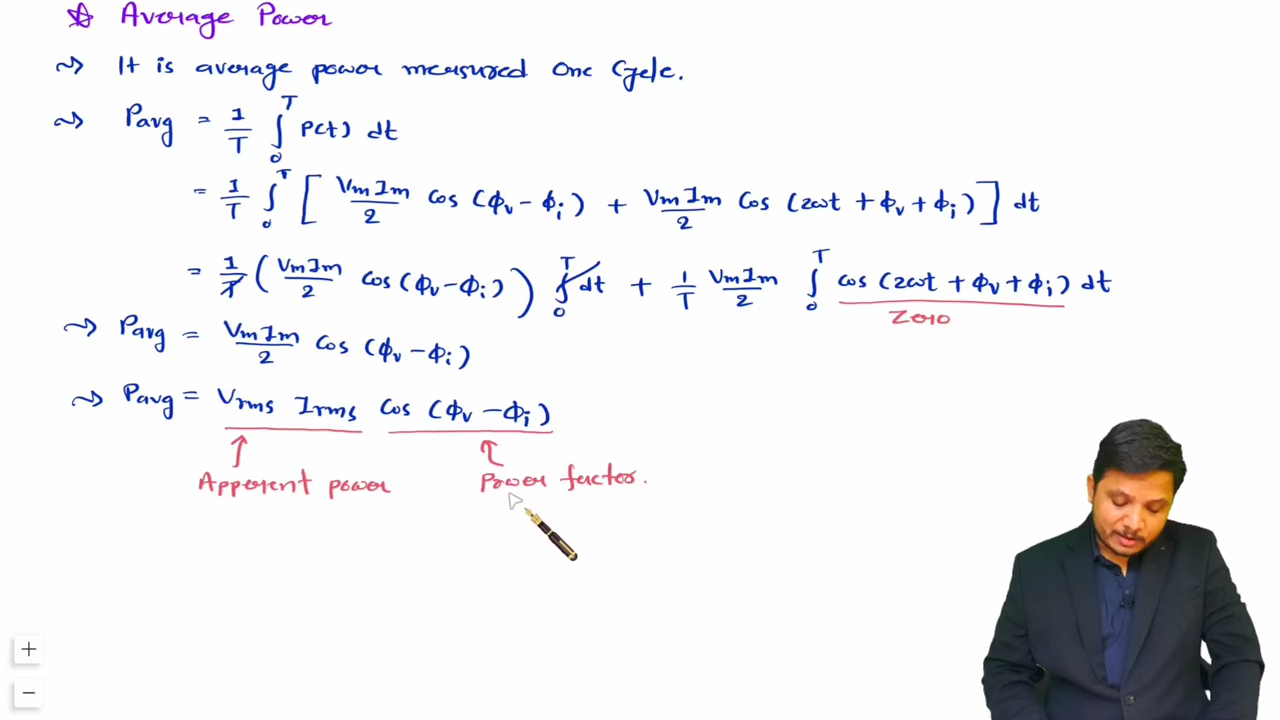 ☆ Average Power
~> It is average power measured One Cycle.
~> Pavg = 1/T ∫₀ᵀ P(t) dt
= 1/T ∫₀ᵀ [ VmIm/2 cos (ϕv - ϕi) + VmIm/2 Cos (2ωt + ϕv + ϕi) ] dt
= 1/T ( VmIm/2 cos (ϕv - ϕi) ) ∫₀ᵀ dt + 1/T VmIm/2 ∫₀ᵀ cos (2ωt + ϕv + ϕi) dt
Zero
~> Pavg = VmIm/2 cos (ϕv - ϕi)
~> Pavg = Vrms Irms cos (ϕv - ϕi)
Apperent power Power factor.
+
−